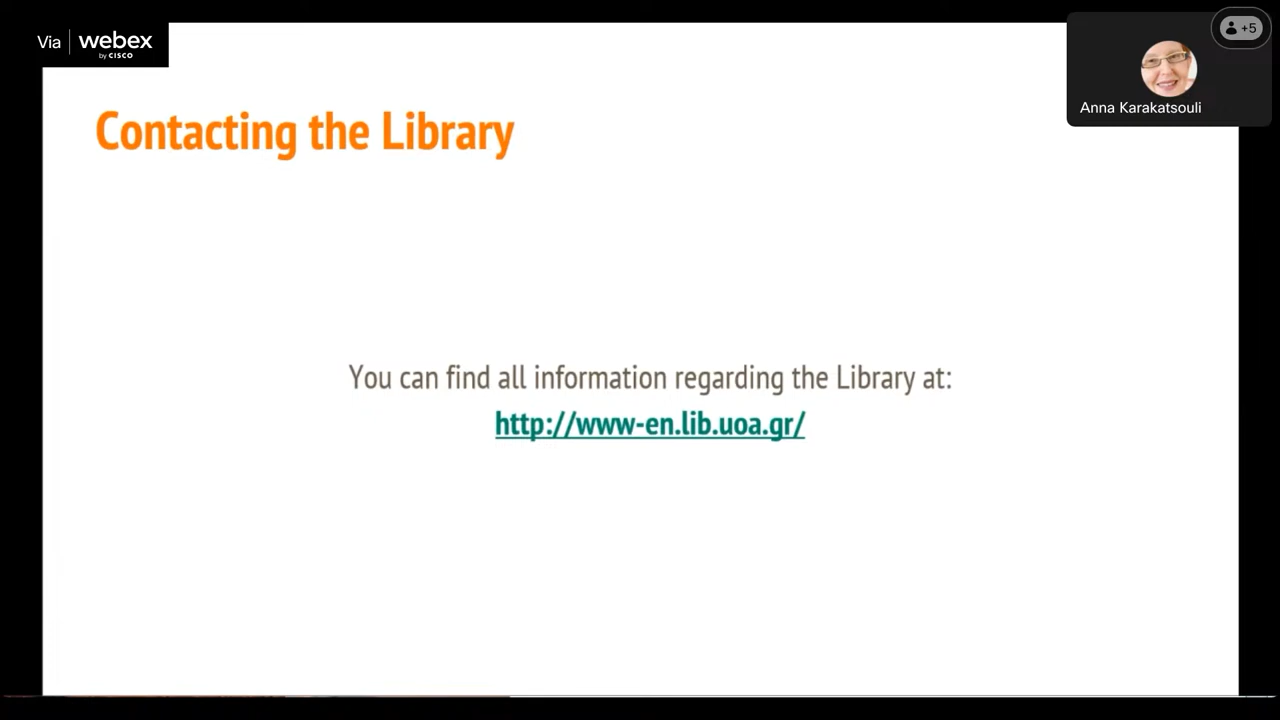 Via webex
by CISCO
+5
Anna Karakatsouli
Contacting the Library
You can find all information regarding the Library at:
http://www-en.lib.uoa.gr/